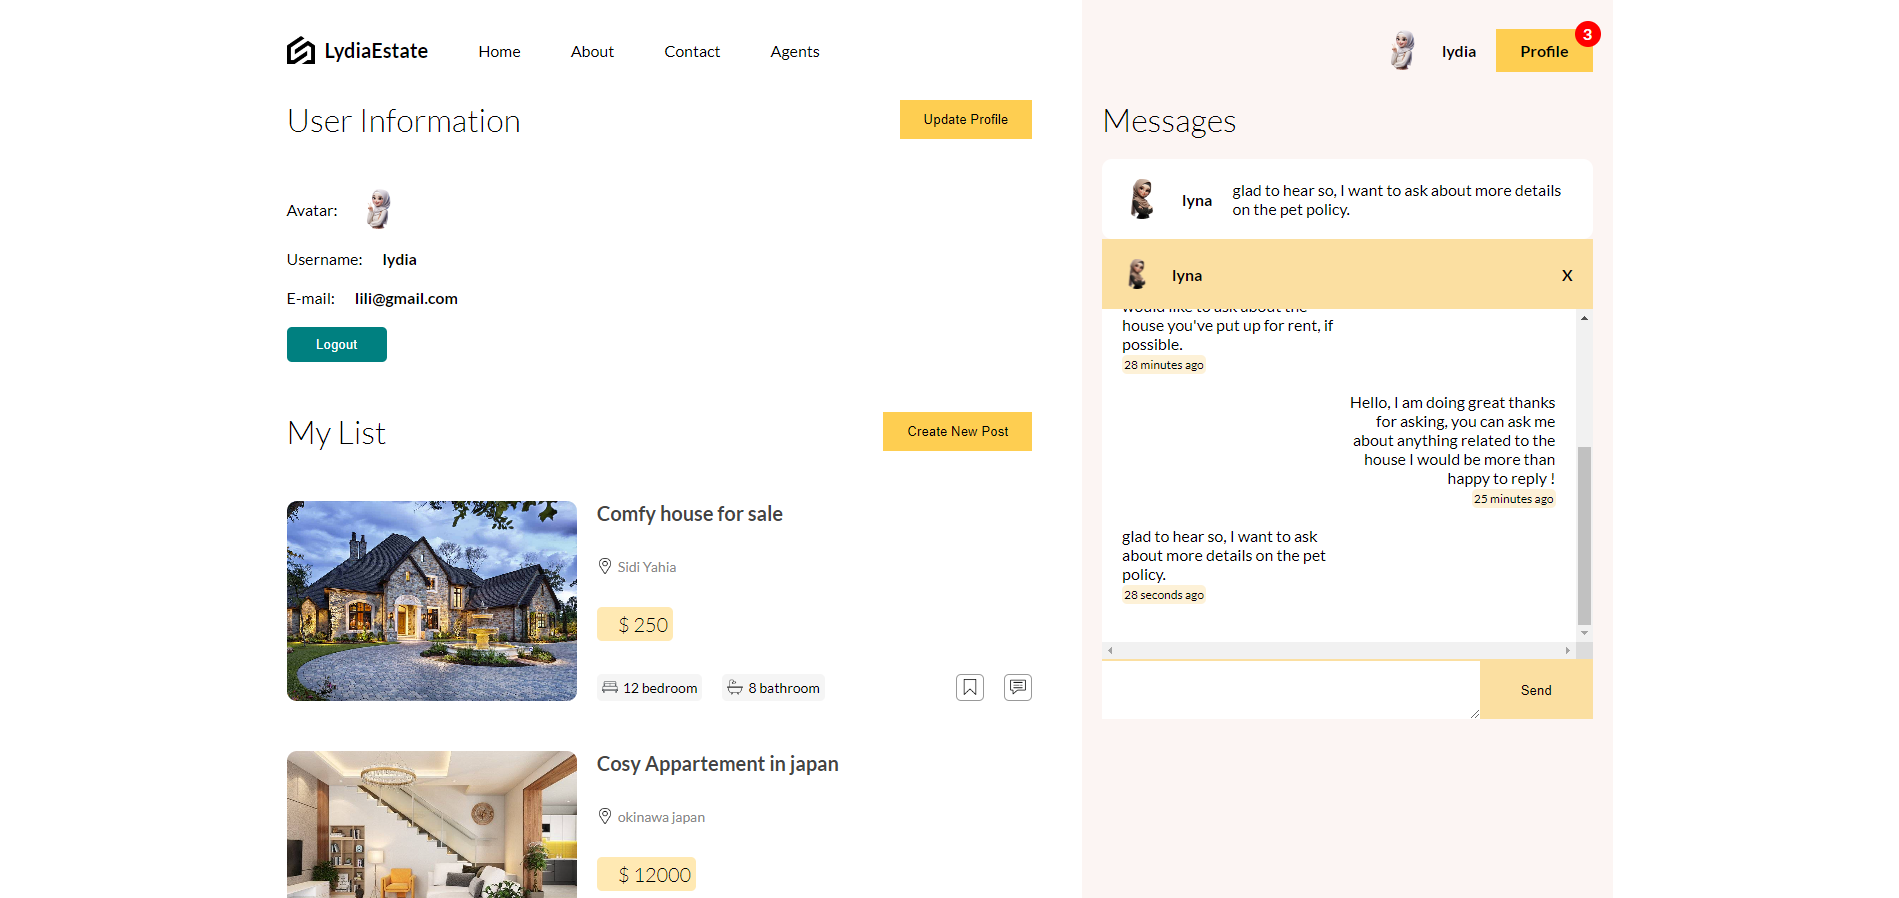 LydiaEstate
Home
About
Contact
Agents
lydia
Profile
3
User Information
Update Profile
Avatar:
Username: lydia
E-mail: lili@gmail.com
Logout
My List
Create New Post
Comfy house for sale
Sidi Yahia
$ 250
12 bedroom
8 bathroom
Cosy Appartement in japan
okinawa japan
$ 12000
Messages
lyna
glad to hear so, I want to ask about more details
on the pet policy.
lyna
X
would like to ask about the
house you've put up for rent, if
possible.
28 minutes ago
Hello, I am doing great thanks
for asking, you can ask me
about anything related to the
house I would be more than
happy to reply !
25 minutes ago
glad to hear so, I want to ask
about more details on the pet
policy.
28 seconds ago
Send